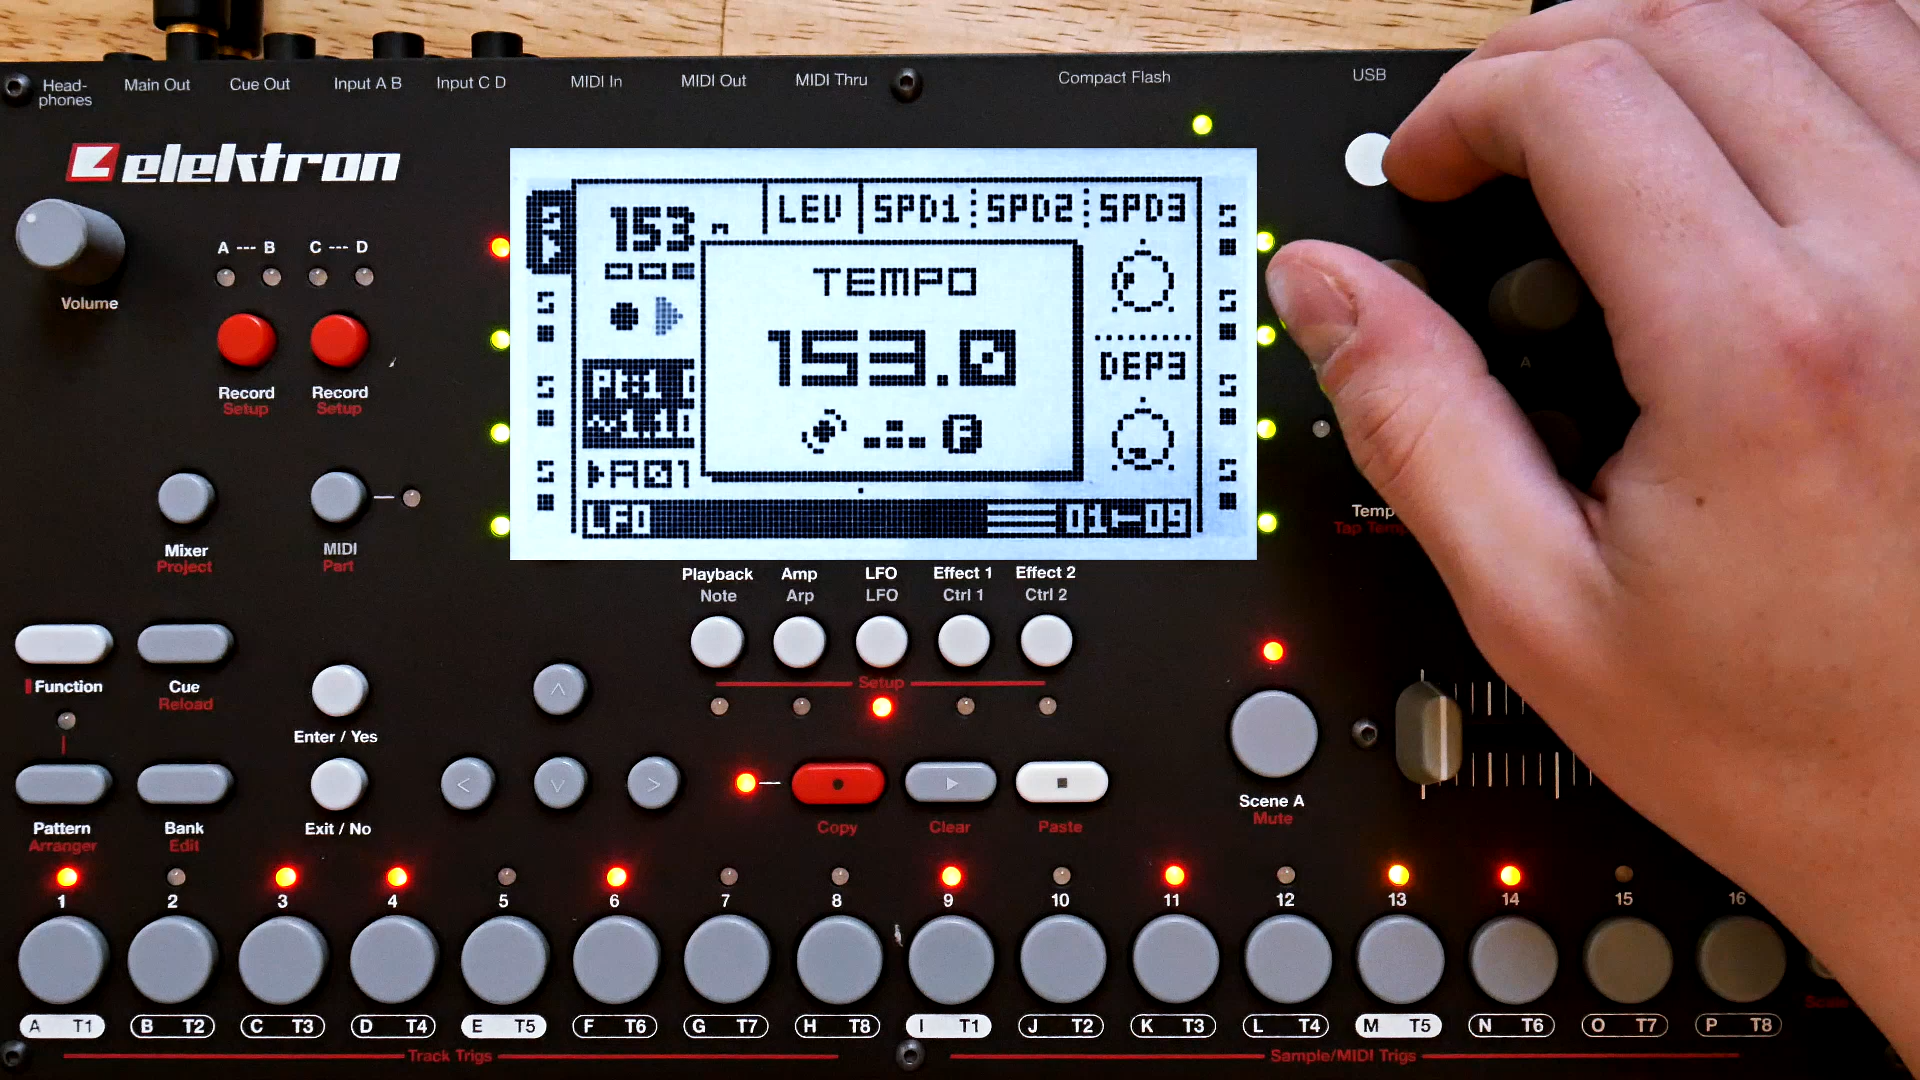 Head-
phones
Main Out
Cue Out
Input A B
Input C D
MIDI In
MIDI Out
MIDI Thru
Compact Flash
USB
elektron
Volume
A --- B
C --- D
Record
Setup
Record
Setup
153
LEV
SPD1
SPD2
SPD3
TEMPO
153.0
F
DEP3
A01
LFO
Mixer
Project
MIDI
Part
Playback
Note
Amp
Arp
LFO
LFO
Effect 1
Ctrl 1
Effect 2
Ctrl 2
Setup
A
Function
Cue
Reload
Enter / Yes
Exit / No
Pattern
Arranger
Bank
Edit
Copy
Clear
Paste
Scene A
Mute
1
2
3
4
5
6
7
8
9
10
11
12
13
14
15
16
A T1
B T2
C T3
D T4
E T5
F T6
G T7
H T8
I T1
J T2
K T3
L T4
M T5
N T6
O T7
P T8
Track Trigs
Sample/MIDI Trigs